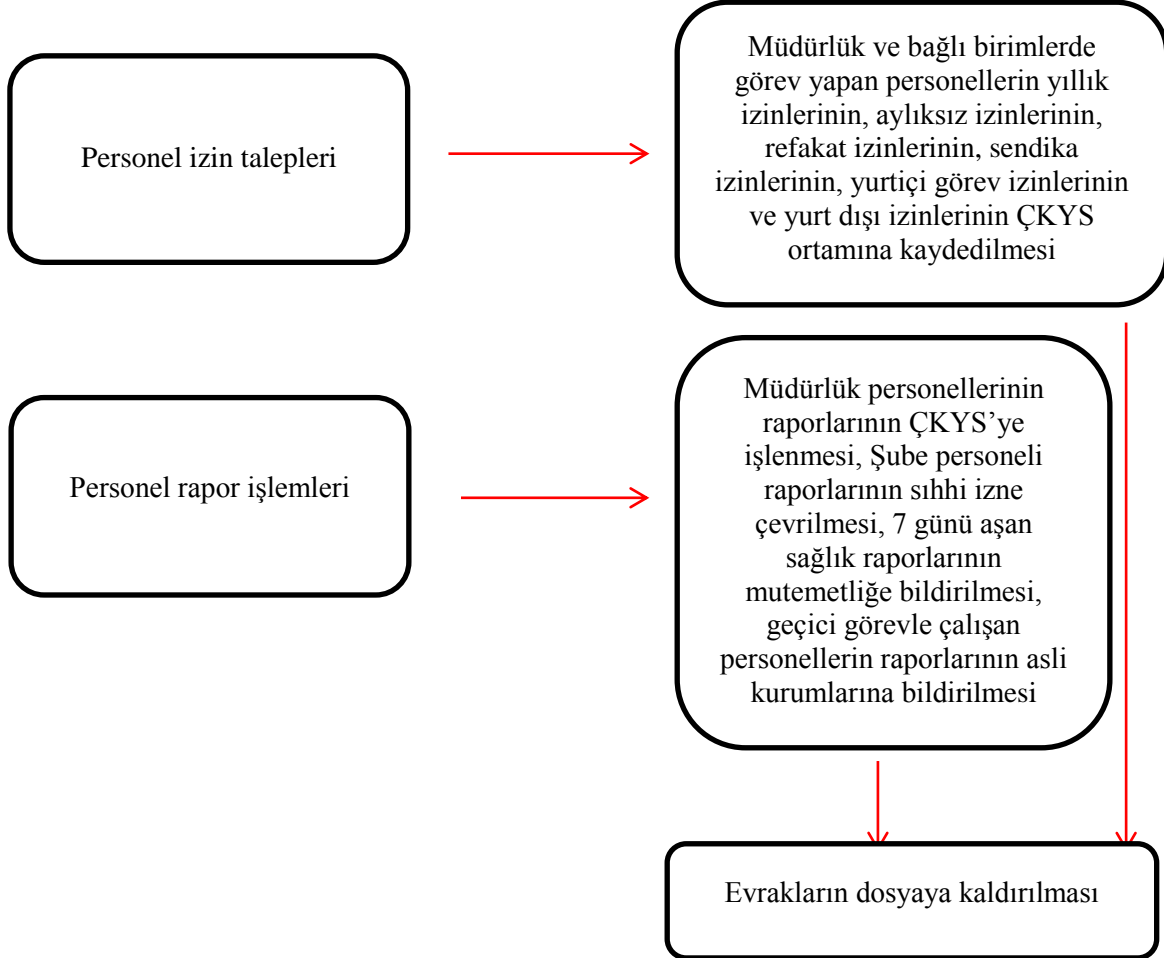 Personel izin talepleri
Müdürlük ve bağlı birimlerde
görev yapan personellerin yıllık
izinlerinin, aylıksız izinlerinin,
refakat izinlerinin, sendika
izinlerinin, yurtiçi görev izinlerinin
ve yurt dışı izinlerinin ÇKYS
ortamına kaydedilmesi
Personel rapor işlemleri
Müdürlük personellerinin
raporlarının ÇKYS’ye
işlenmesi, Şube personeli
raporlarının sıhhi izne
çevrilmesi, 7 günü aşan
sağlık raporlarının
mutemetliğe bildirilmesi,
geçici görevle çalışan
personellerin raporlarının asli
kurumlarına bildirilmesi
Evrakların dosyaya kaldırılması